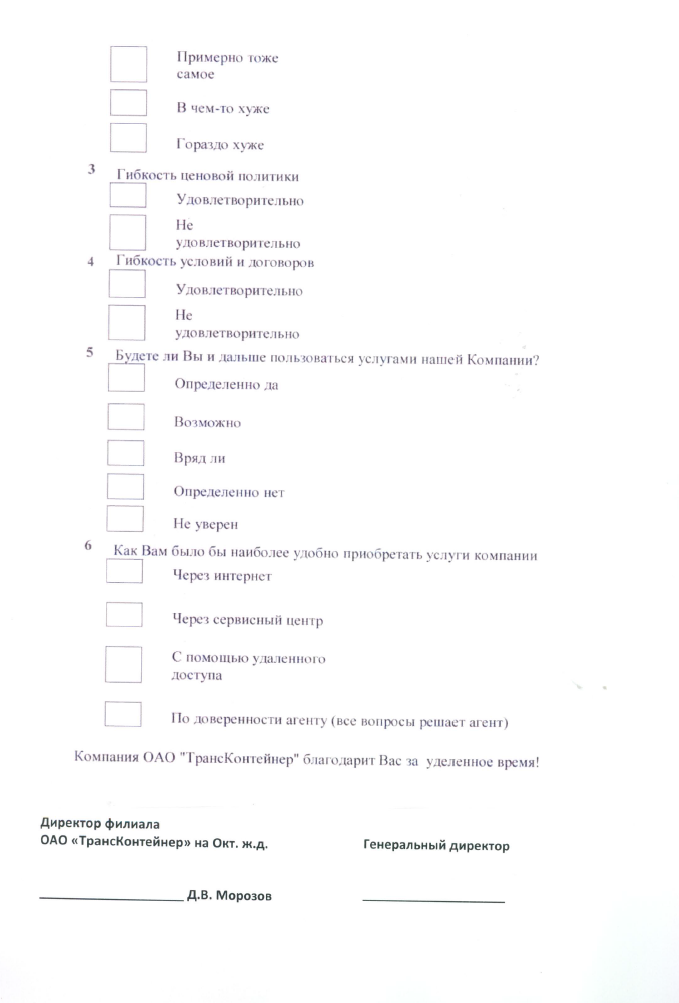 Примерно тоже
самое
В чем-то хуже
Гораздо хуже
3 Гибкость ценовой политики
Удовлетворительно
Не
удовлетворительно
4 Гибкость условий и договоров
Удовлетворительно
Не
удовлетворительно
5 Будете ли Вы и дальше пользоваться услугами нашей Компании?
Определенно да
Возможно
Вряд ли
Определенно нет
Не уверен
6 Как Вам было бы наиболее удобно приобретать услуги компании
Через интернет
Через сервисный центр
С помощью удаленного
доступа
По доверенности агенту (все вопросы решает агент)
Компания ОАО "ТрансКонтейнер" благодарит Вас за уделенное время!
Директор филиала
ОАО «ТрансКонтейнер» на Окт. ж.д. Генеральный директор
Д.В. Морозов